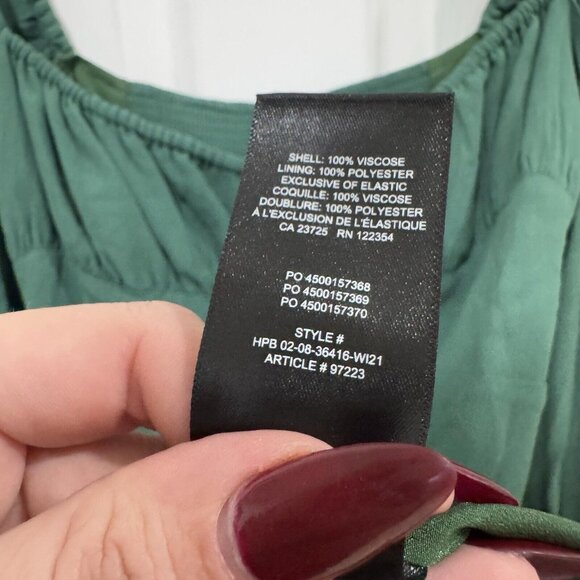 SHELL: 100% VISCOSE
LINING: 100% POLYESTER
EXCLUSIVE OF ELASTIC
COQUILLE: 100% VISCOSE
DOUBLURE: 100% POLYESTER
À L'EXCLUSION DE L'ÉLASTIQUE
CA 23725 RN 122354
PO 4500157368
PO 4500157369
PO 4500157370
STYLE #
HPB 02-08-36416-WI21
ARTICLE # 97223